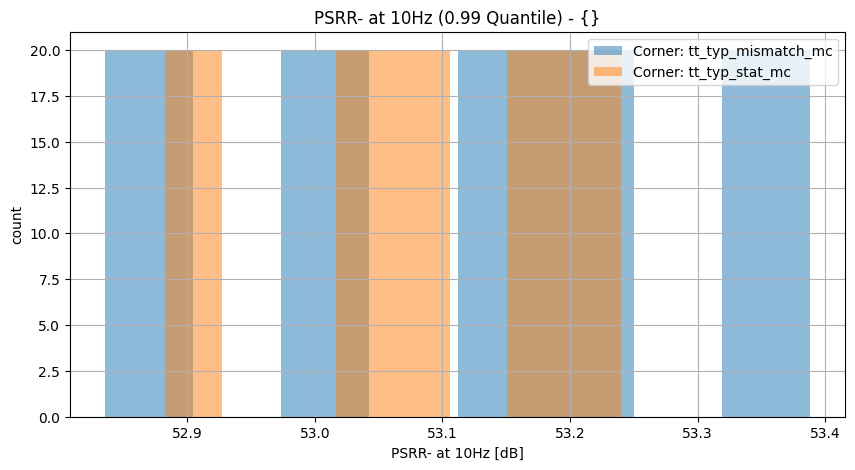 PSRR- at 10Hz (0.99 Quantile) - {}
Corner: tt_typ_mismatch_mc
Corner: tt_typ_stat_mc
20.0
17.5
15.0
12.5
10.0
7.5
5.0
2.5
0.0
count
52.9 53.0 53.1 53.2 53.3 53.4
PSRR- at 10Hz [dB]